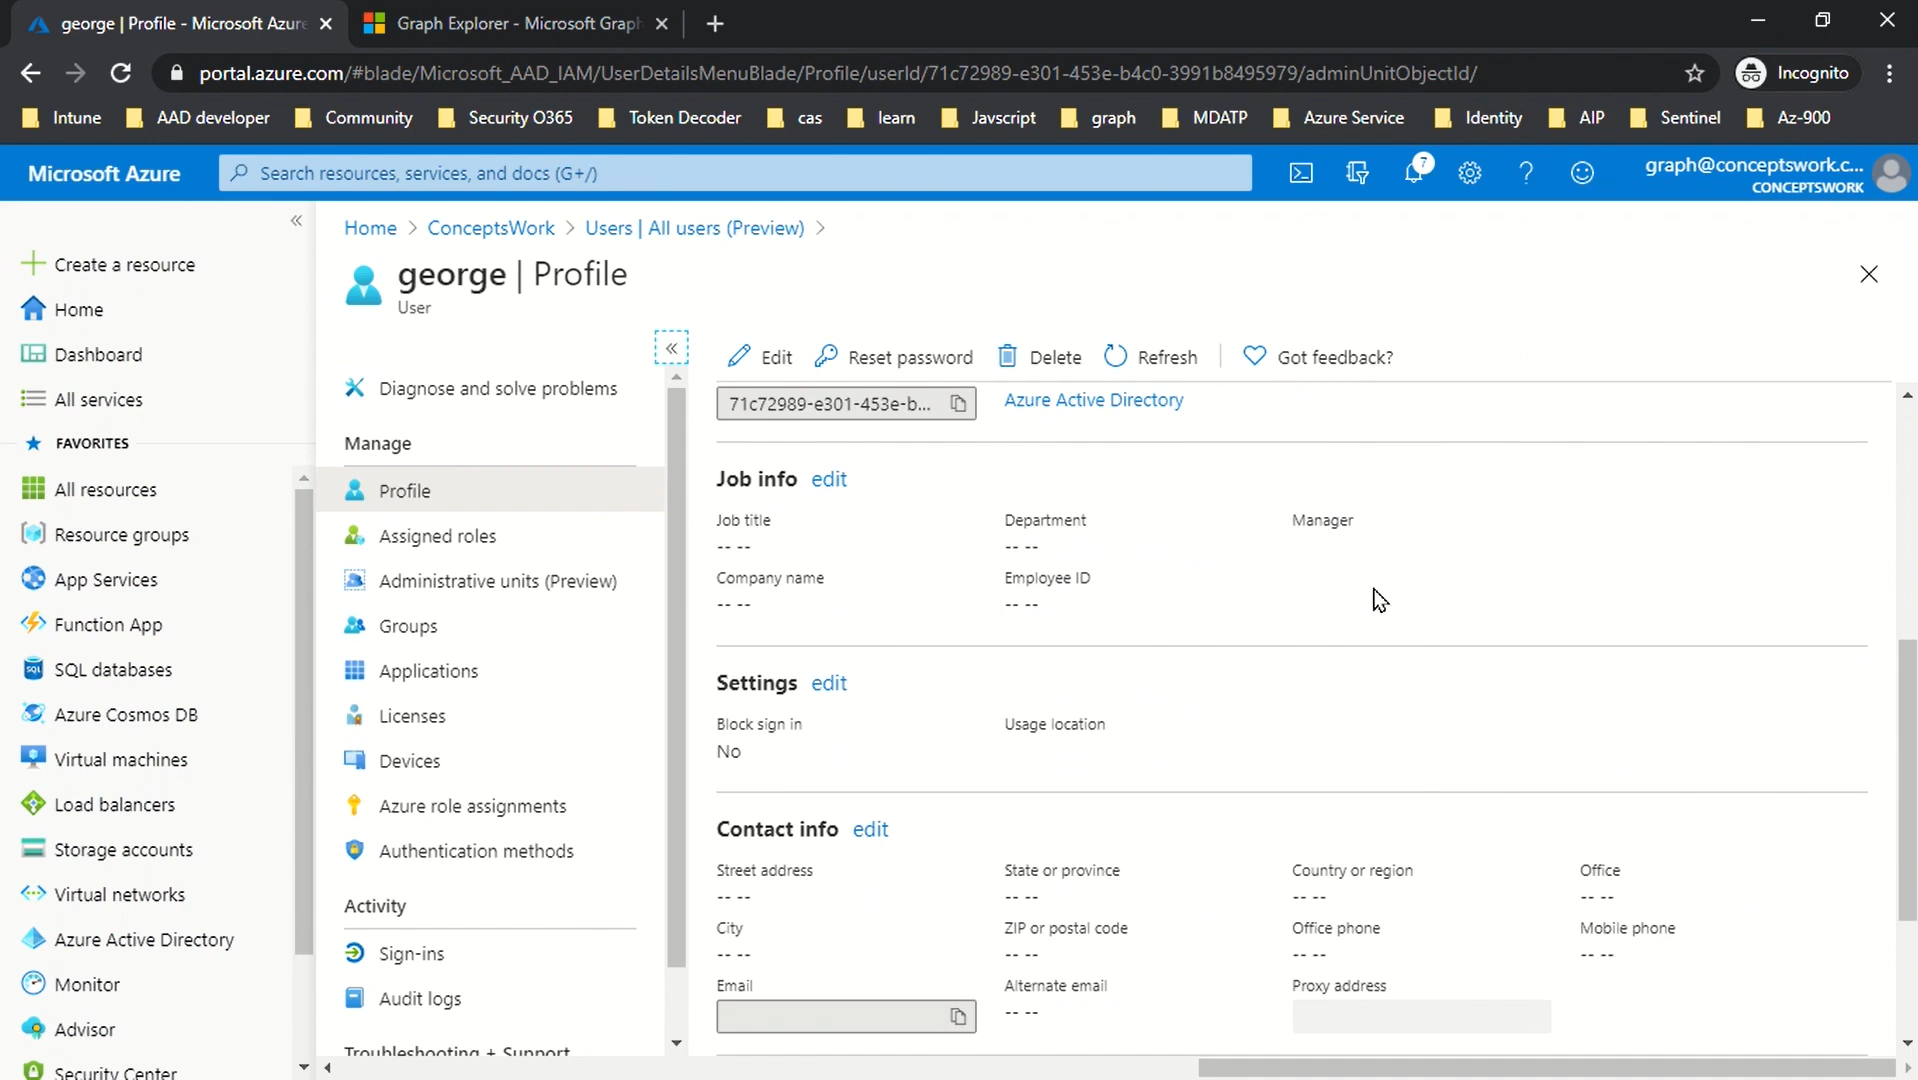 george | Profile - Microsoft Azure
Graph Explorer - Microsoft Graph
portal.azure.com/#blade/Microsoft_AAD_IAM/UserDetailsMenuBlade/Profile/userId/71c72989-e301-453e-b4c0-3991b8495979/adminUnitObjectId/
Incognito
Intune AAD developer Community Security O365 Token Decoder cas learn Javscript graph MDATP Azure Service Identity AIP Sentinel Az-900
Microsoft Azure
Search resources, services, and docs (G+/)
7
graph@conceptswork.c...
CONCEPTSWORK
Create a resource
Home
Dashboard
All services
FAVORITES
All resources
Resource groups
App Services
Function App
SQL databases
Azure Cosmos DB
Virtual machines
Load balancers
Storage accounts
Virtual networks
Azure Active Directory
Monitor
Advisor
Security Center
Home > ConceptsWork > Users | All users (Preview) >
george | Profile
User
Diagnose and solve problems
Manage
Profile
Assigned roles
Administrative units (Preview)
Groups
Applications
Licenses
Devices
Azure role assignments
Authentication methods
Activity
Sign-ins
Audit logs
Troubleshooting + Support
Edit Reset password Delete Refresh Got feedback?
71c72989-e301-453e-b... Azure Active Directory
Job info edit
Job title Department Manager
-- -- -- --
Company name Employee ID
-- -- -- --
Settings edit
Block sign in Usage location
No
Contact info edit
Street address State or province Country or region Office
-- -- -- -- -- -- -- --
City ZIP or postal code Office phone Mobile phone
-- -- -- -- -- -- -- --
Email Alternate email Proxy address
-- --